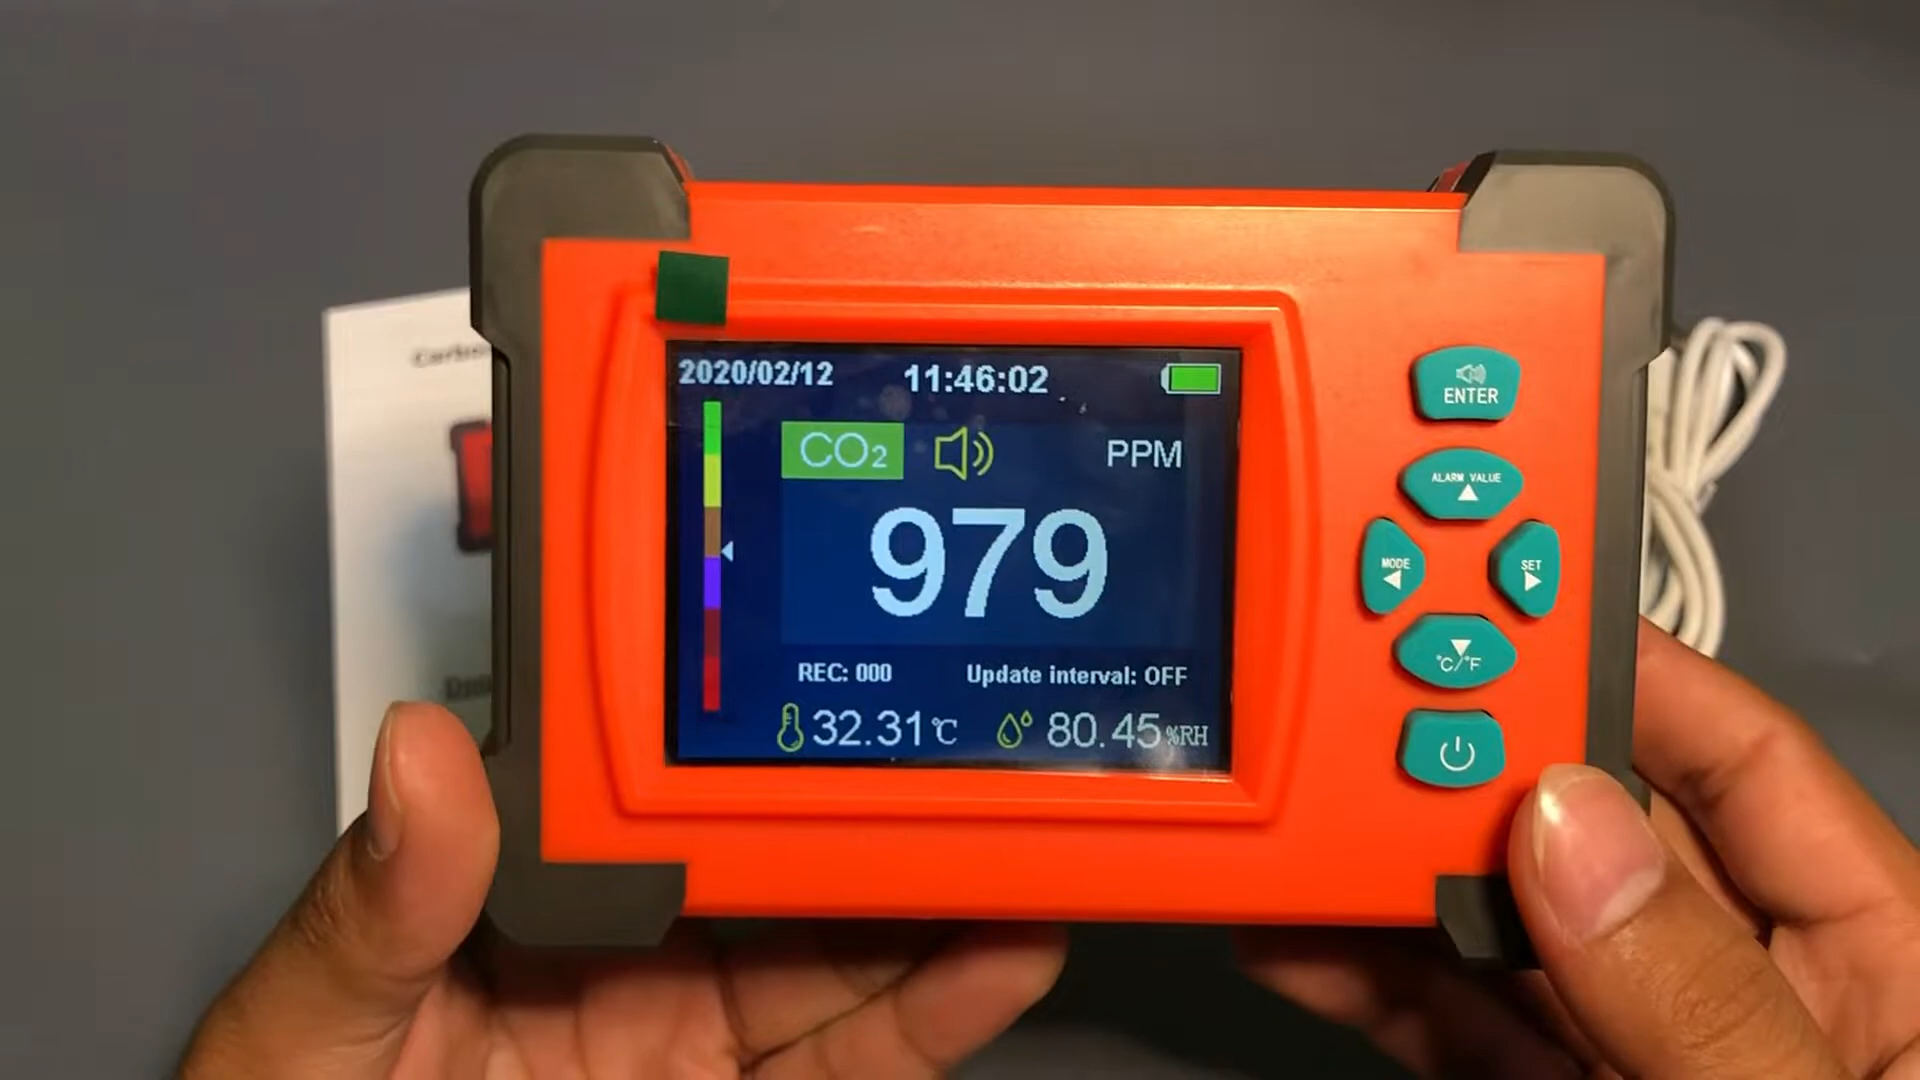 2020/02/12 11:46:02
CO₂ PPM
979
REC: 000 Update interval: OFF
32.31℃ 80.45%RH
ENTER
ALARM VALUE
MODE
SET
°C/°F